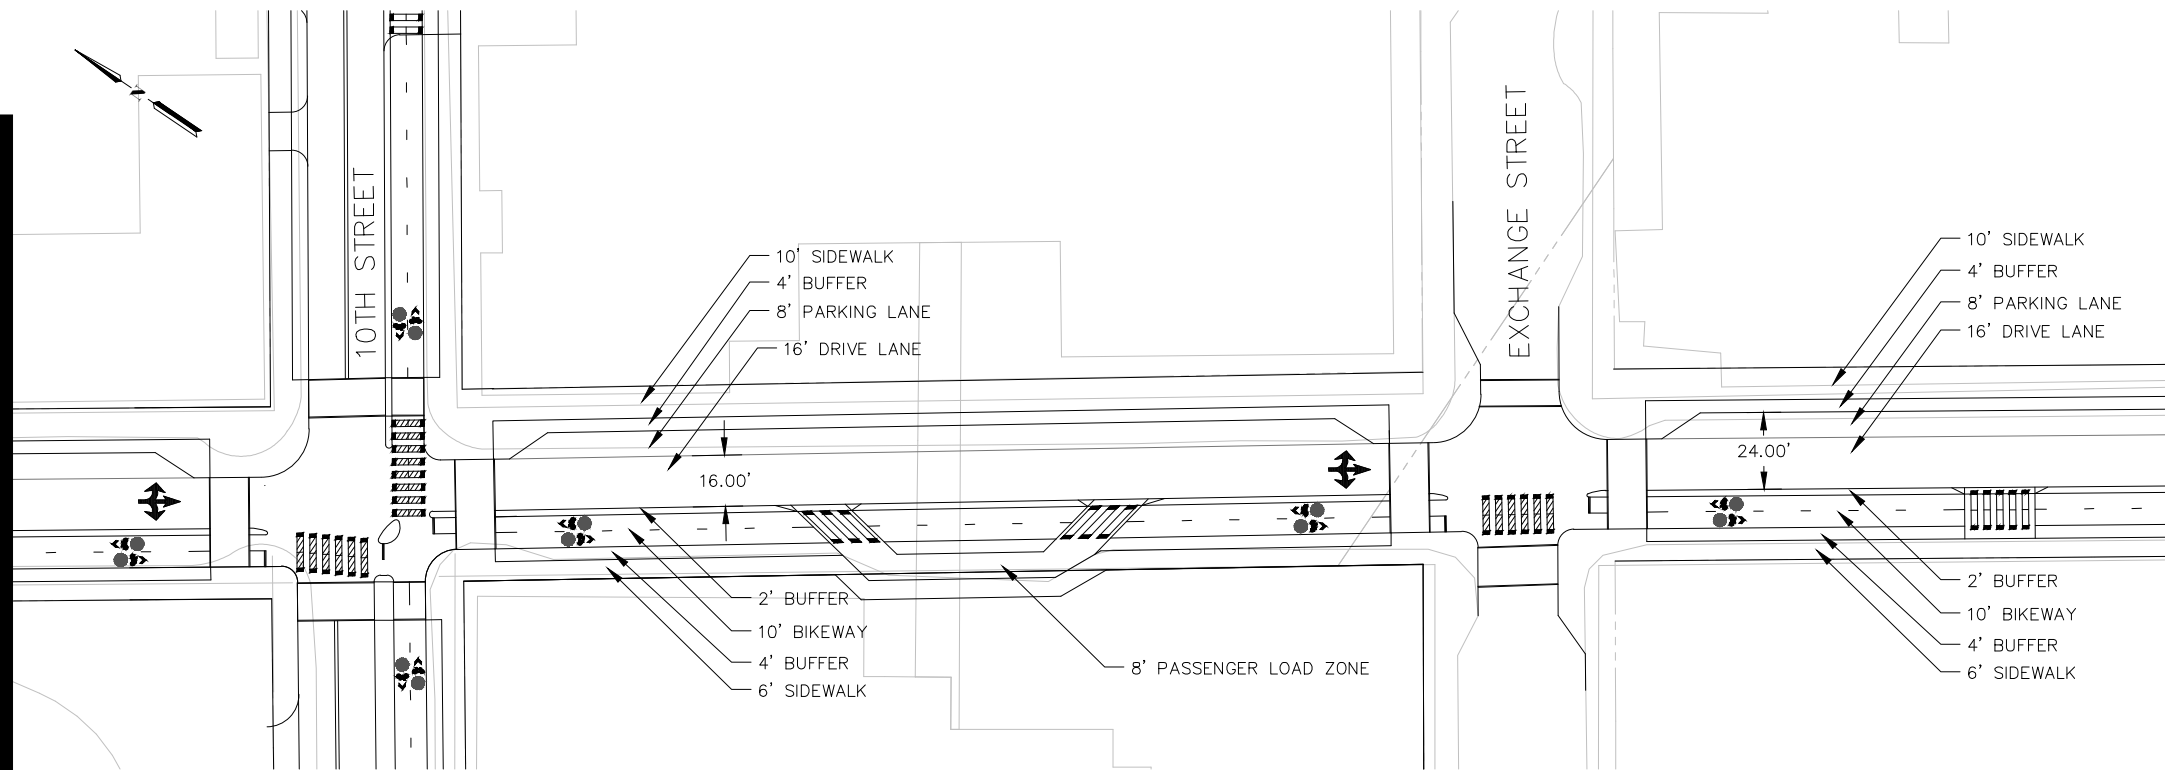 10TH STREET
EXCHANGE STREET
10' SIDEWALK
4' BUFFER
8' PARKING LANE
16' DRIVE LANE
16.00'
2' BUFFER
10' BIKEWAY
4' BUFFER
6' SIDEWALK
8' PASSENGER LOAD ZONE
10' SIDEWALK
4' BUFFER
8' PARKING LANE
16' DRIVE LANE
24.00'
2' BUFFER
10' BIKEWAY
4' BUFFER
6' SIDEWALK